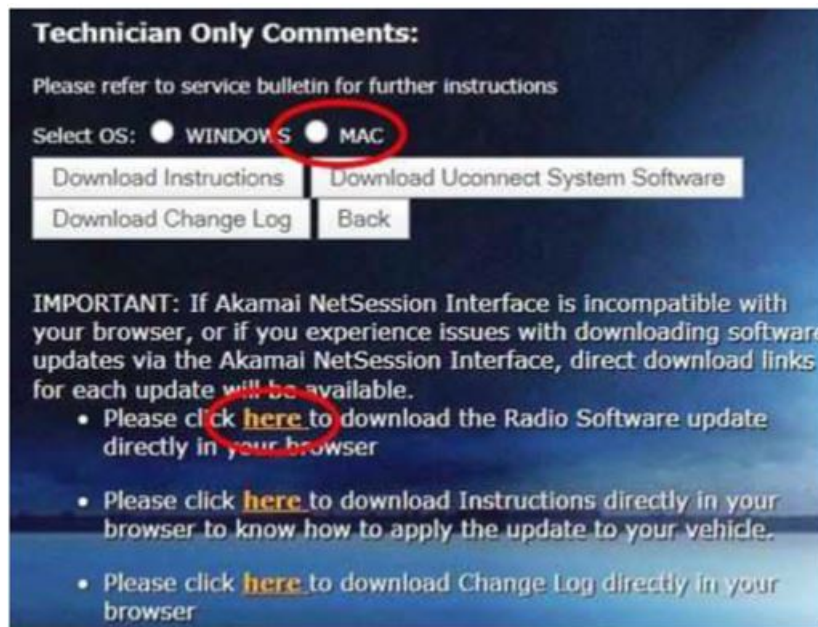 Technician Only Comments:
Please refer to service bulletin for further instructions
Select OS: WINDOWS MAC
Download Instructions Download Uconnect System Software
Download Change Log Back
IMPORTANT: If Akamai NetSession Interface is incompatible with
your browser, or if you experience issues with downloading software
updates via the Akamai NetSession Interface, direct download links
for each update will be available.
• Please click here to download the Radio Software update
directly in your browser
• Please click here to download Instructions directly in your
browser to know how to apply the update to your vehicle.
• Please click here to download Change Log directly in your
browser